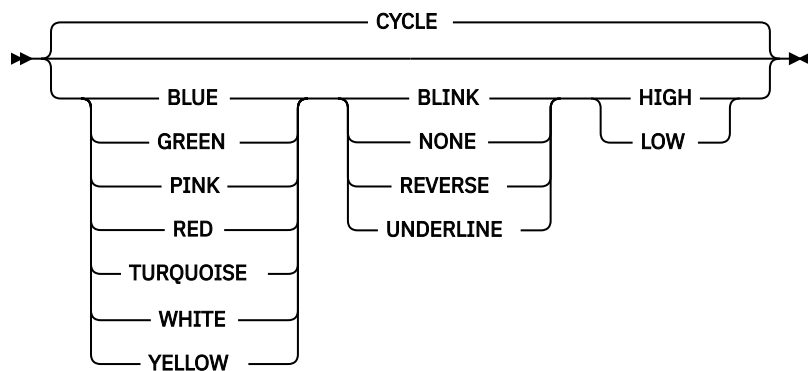 CYCLE
BLUE BLINK HIGH
GREEN NONE LOW
PINK REVERSE
RED UNDERLINE
TURQUOISE
WHITE
YELLOW